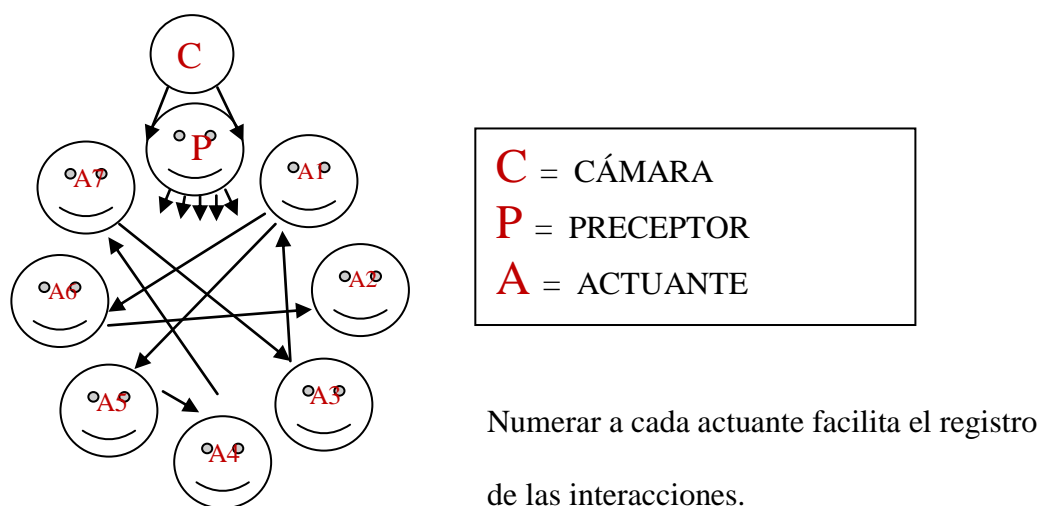 C
P
A7
A1
A6
A2
A5
A3
A4
C = CÁMARA
P = PRECEPTOR
A = ACTUANTE
Numerar a cada actuante facilita el registro
de las interacciones.